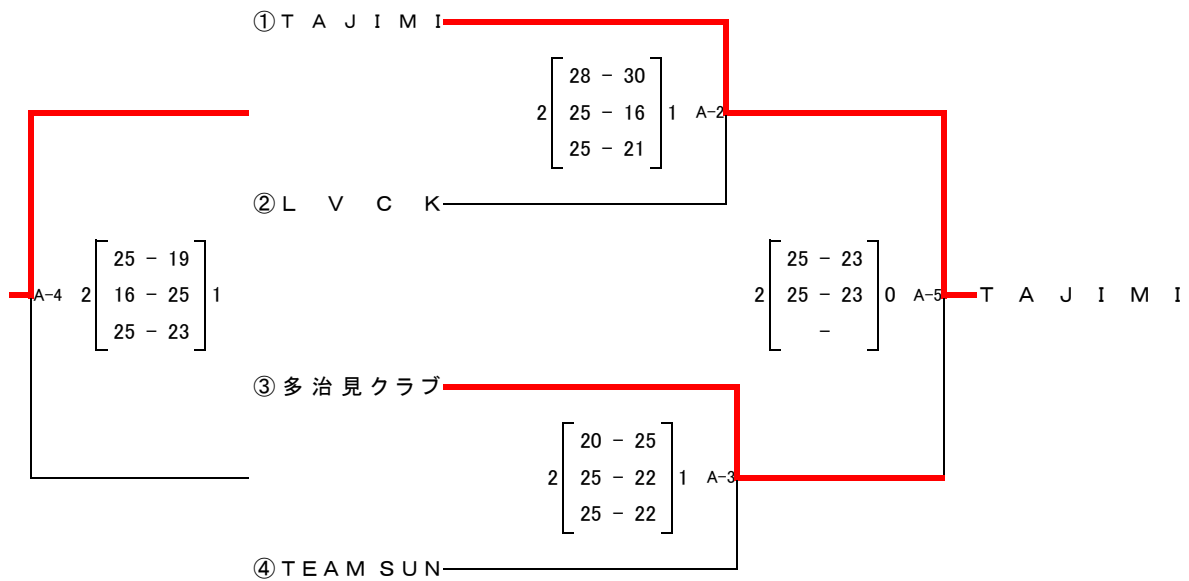 ①ＴＡＪＩＭＩ
28 − 30
2 25 − 16 1 A-2
25 − 21
②ＬＶＣＫ
25 − 19
A-4 2 16 − 25 1
25 − 23
25 − 23
2 25 − 23 0 A-5 ＴＡＪＩＭＩ
−
③多治見クラブ
20 − 25
2 25 − 22 1 A-3
25 − 22
④ＴＥＡＭ ＳＵＮ